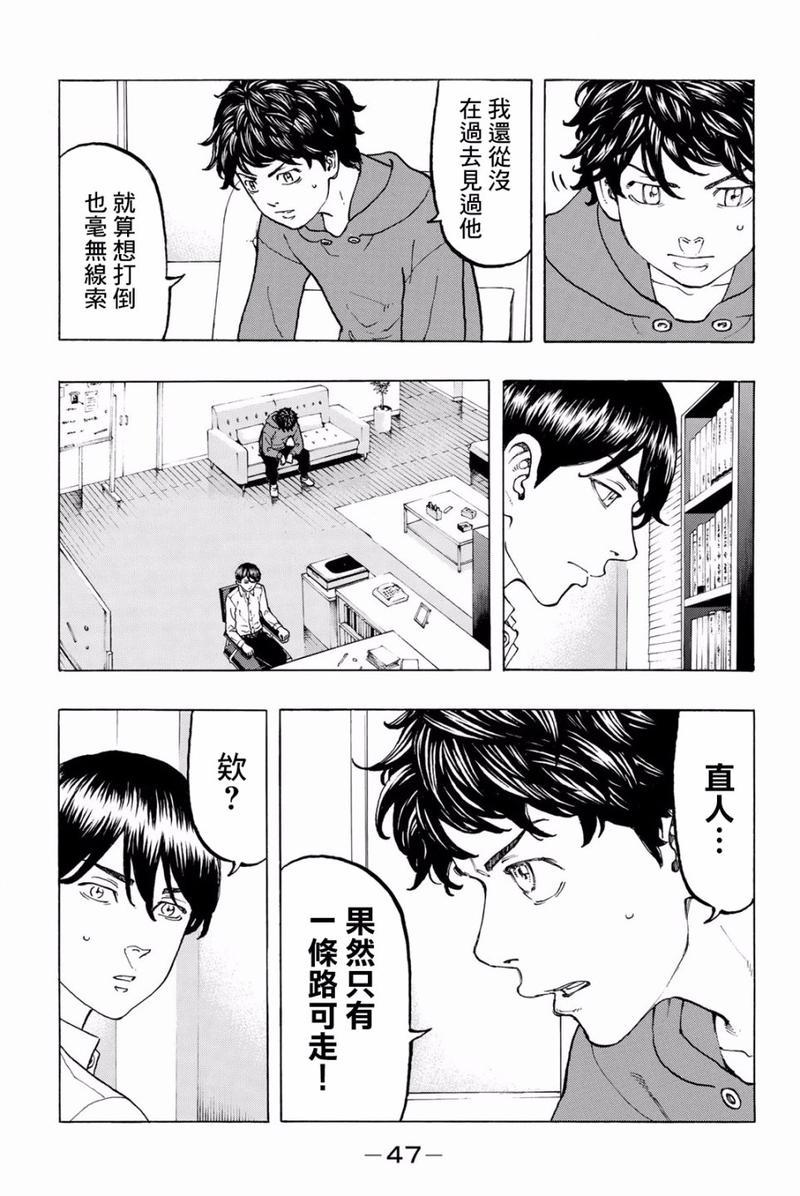 我還從沒
在過去見過他
就算想打倒
也毫無線索
直人…
果然只有
一條路可走！
欸？
—47—